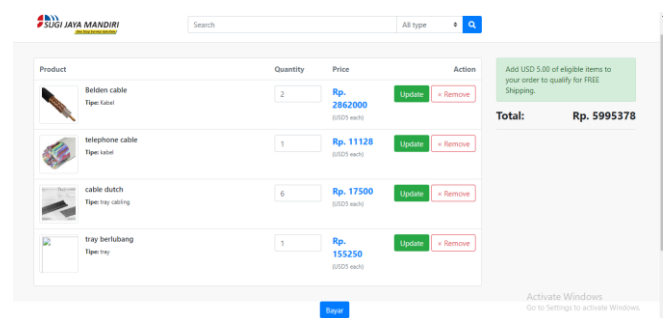 SUGI JAYA MANDIRI
Search
All type
Product Quantity Price Action
Belden cable
Tipe: Kabel
2
Rp.
2862000
(USD5 each)
Update × Remove
telephone cable
Tipe: kabel
1
Rp. 11128
(USD5 each)
Update × Remove
cable dutch
Tipe: tray cabling
6
Rp. 17500
(USD5 each)
Update × Remove
tray berlubang
Tipe: tray
1
Rp.
155250
(USD5 each)
Update × Remove
Add USD 5.00 of eligible items to
your order to qualify for FREE
Shipping.
Total: Rp. 5995378
Bayar
Activate Windows
Go to Settings to activate Windows.